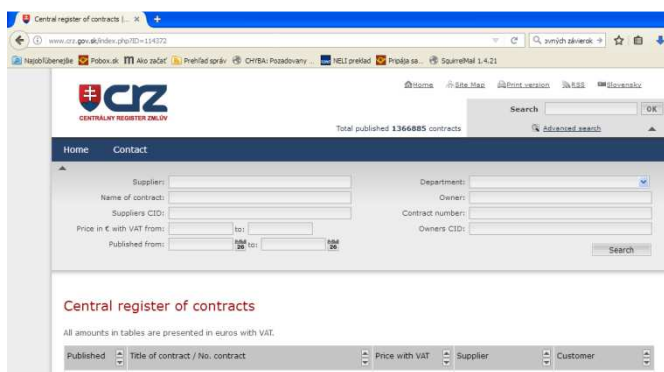 Central register of contracts |...
www.crz.gov.sk/index.php?ID=114372
zvných závierok
Najobľúbenejšie Pobox.sk Ako začať Prehľad správ CHYBA: Pozadovany ... NELI preklad Pripája sa... SquirrelMail 1.4.21
Home Site Map Print version RSS Slovensky
crz
CENTRÁLNY REGISTER ZMLÚV
Search OK
Total published 1366885 contracts Advanced search
Home Contact
Supplier: Department:
Name of contract: Owner:
Suppliers CID: Contract number:
Price in € with VAT from: to: Owners CID:
Published from: to:
Search
Central register of contracts
All amounts in tables are presented in euros with VAT.
Published Title of contract / No. contract Price with VAT Supplier Customer